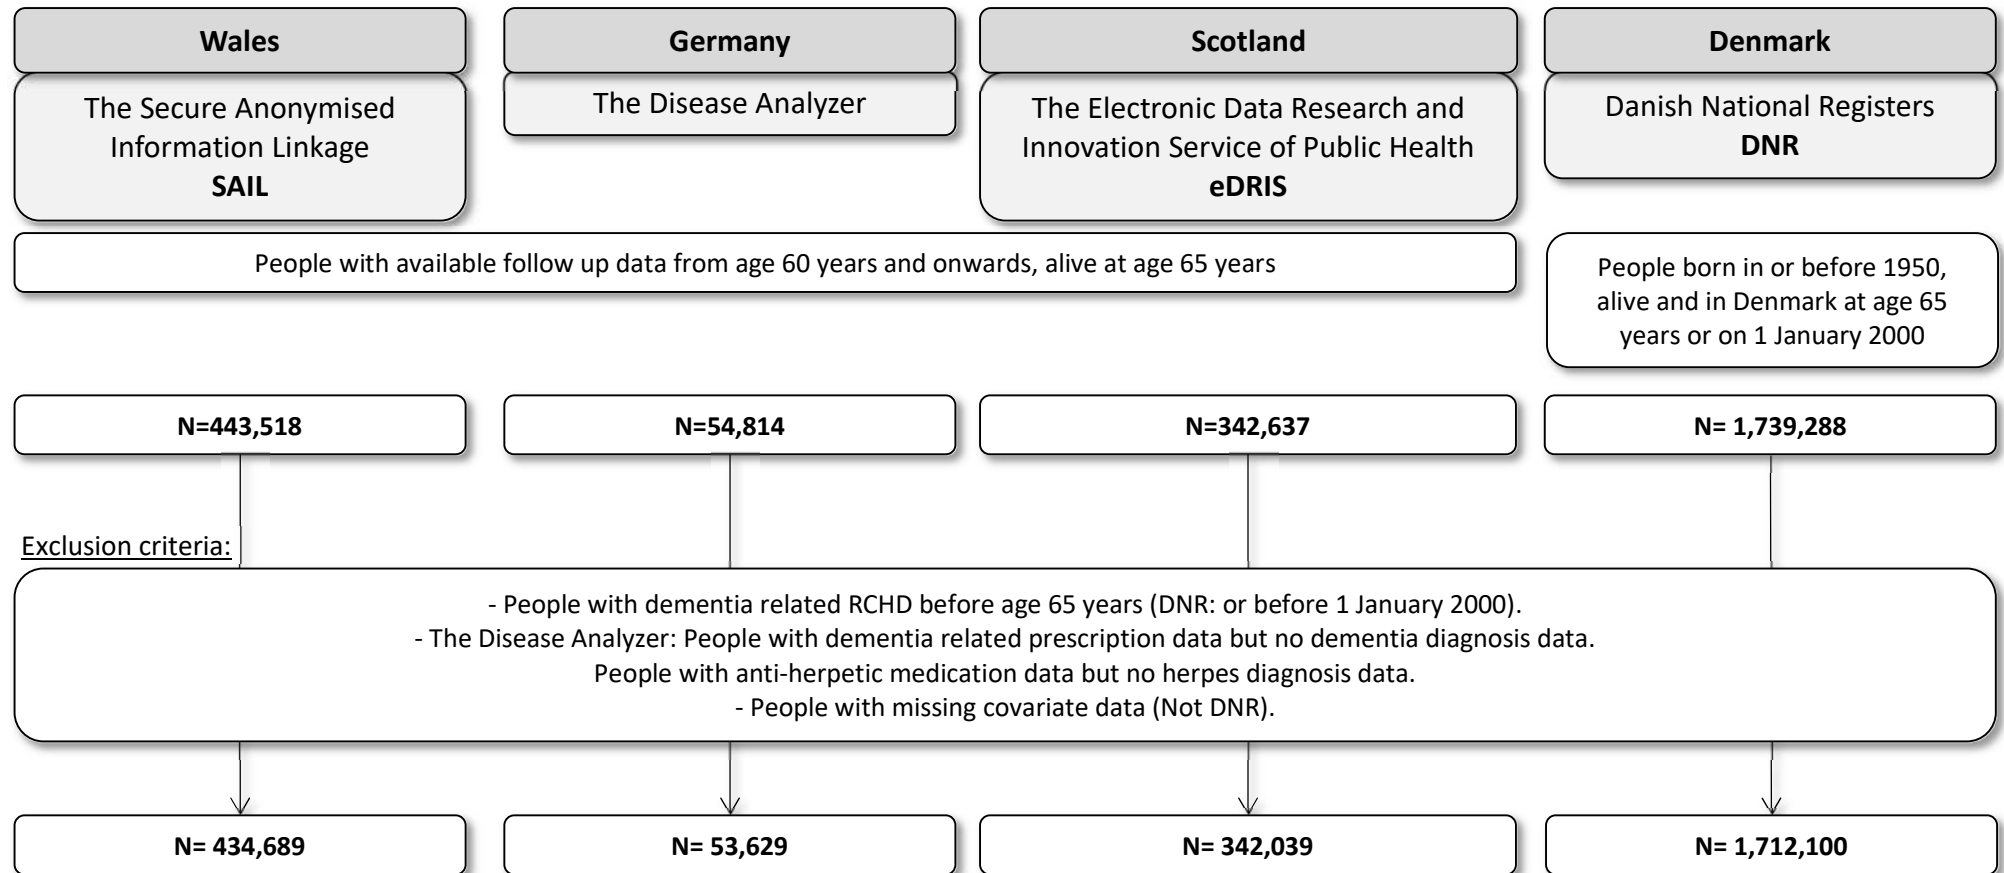 Wales
Germany
Scotland
Denmark
The Secure Anonymised
Information Linkage
SAIL
The Disease Analyzer
The Electronic Data Research and
Innovation Service of Public Health
eDRIS
Danish National Registers
DNR
People with available follow up data from age 60 years and onwards, alive at age 65 years
People born in or before 1950,
alive and in Denmark at age 65
years or on 1 January 2000
N=443,518
N=54,814
N=342,637
N= 1,739,288
Exclusion criteria:
- People with dementia related RCHD before age 65 years (DNR: or before 1 January 2000).
- The Disease Analyzer: People with dementia related prescription data but no dementia diagnosis data.
People with anti-herpetic medication data but no herpes diagnosis data.
- People with missing covariate data (Not DNR).
N= 434,689
N= 53,629
N= 342,039
N= 1,712,100